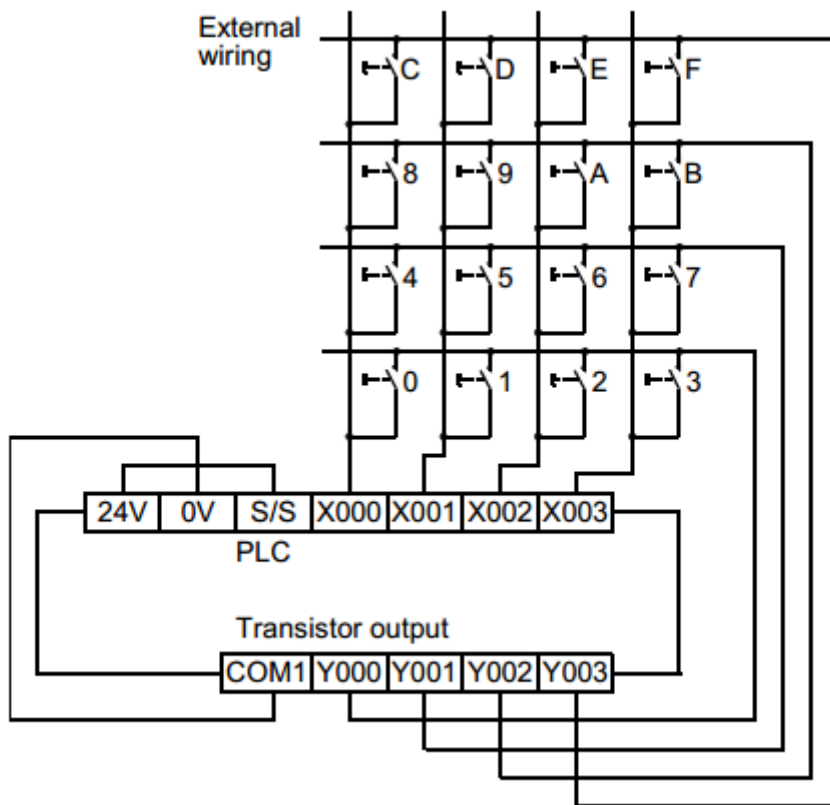 External
wiring
C D E F
8 9 A B
4 5 6 7
0 1 2 3
24V 0V S/S X000 X001 X002 X003
PLC
Transistor output
COM1 Y000 Y001 Y002 Y003